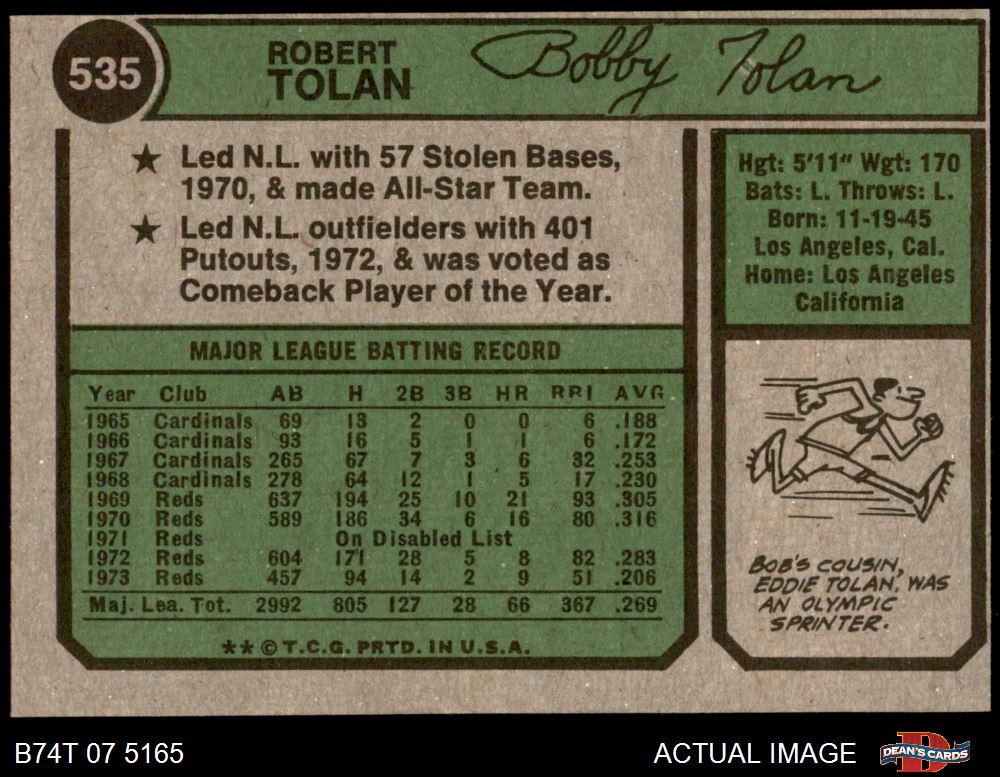 535
ROBERT
TOLAN
Bobby Tolan
★ Led N.L. with 57 Stolen Bases,
1970, & made All-Star Team.
★ Led N.L. outfielders with 401
Putouts, 1972, & was voted as
Comeback Player of the Year.
Hgt: 5'11" Wgt: 170
Bats: L. Throws: L.
Born: 11-19-45
Los Angeles, Cal.
Home: Los Angeles
California
MAJOR LEAGUE BATTING RECORD
Year Club AB H 2B 3B HR RBI AVG
1965 Cardinals 69 13 2 0 0 6 .188
1966 Cardinals 93 16 5 1 1 6 .172
1967 Cardinals 265 67 7 3 6 32 .253
1968 Cardinals 278 64 12 1 5 17 .230
1969 Reds 637 194 25 10 21 93 .305
1970 Reds 589 186 34 6 16 80 .316
1971 Reds On Disabled List
1972 Reds 604 171 28 5 8 82 .283
1973 Reds 457 94 14 2 9 51 .206
Maj. Lea. Tot. 2992 805 127 28 66 367 .269
**©T.C.G. PRTD. IN U.S.A.
BOB'S COUSIN,
EDDIE TOLAN, WAS
AN OLYMPIC
SPRINTER.
B74T 07 5165
ACTUAL IMAGE
D
DEAN'S CARDS